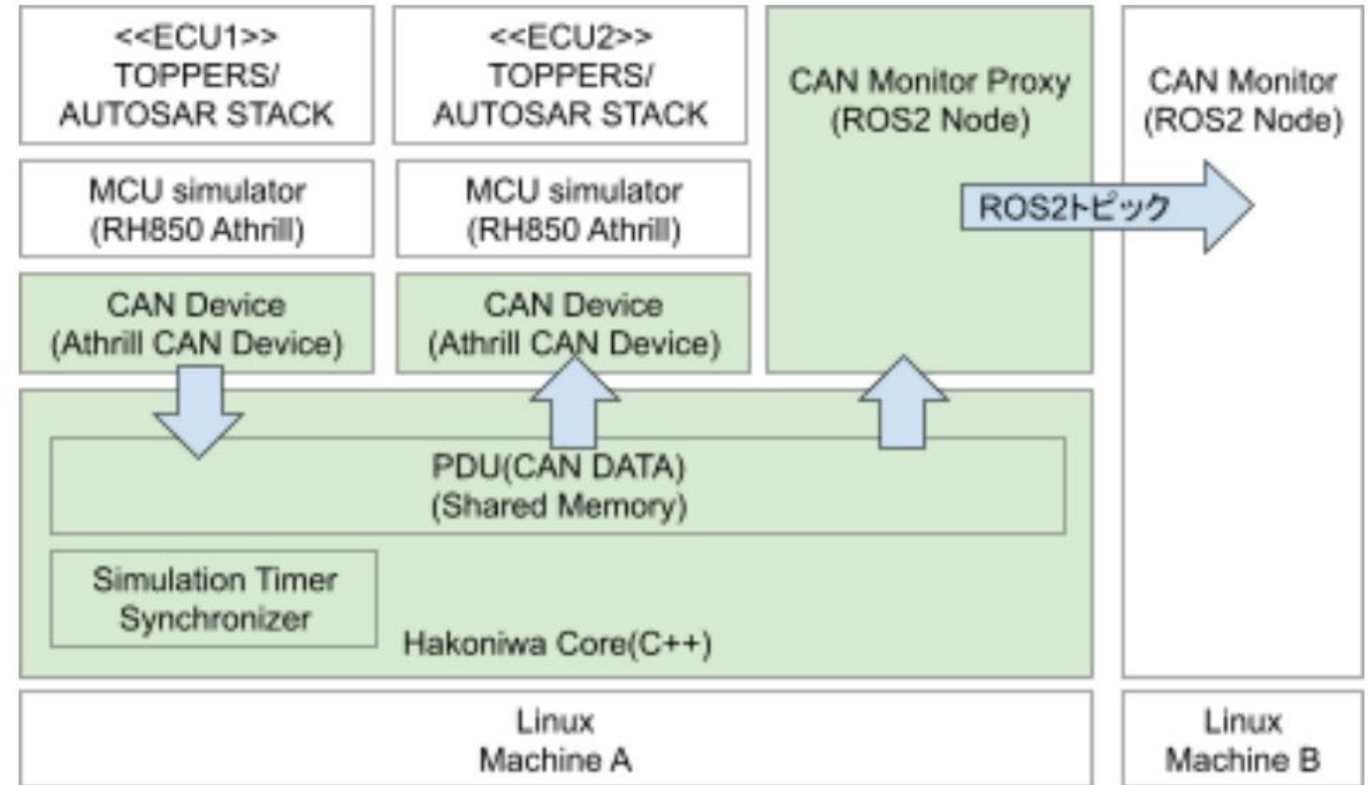 <<ECU1>>
TOPPERS/
AUTOSAR STACK
<<ECU2>>
TOPPERS/
AUTOSAR STACK
CAN Monitor Proxy
(ROS2 Node)
CAN Monitor
(ROS2 Node)
MCU simulator
(RH850 Athrill)
MCU simulator
(RH850 Athrill)
ROS2トピック
CAN Device
(Athrill CAN Device)
CAN Device
(Athrill CAN Device)
PDU(CAN DATA)
(Shared Memory)
Simulation Timer
Synchronizer
Hakoniwa Core(C++)
Linux
Machine A
Linux
Machine B